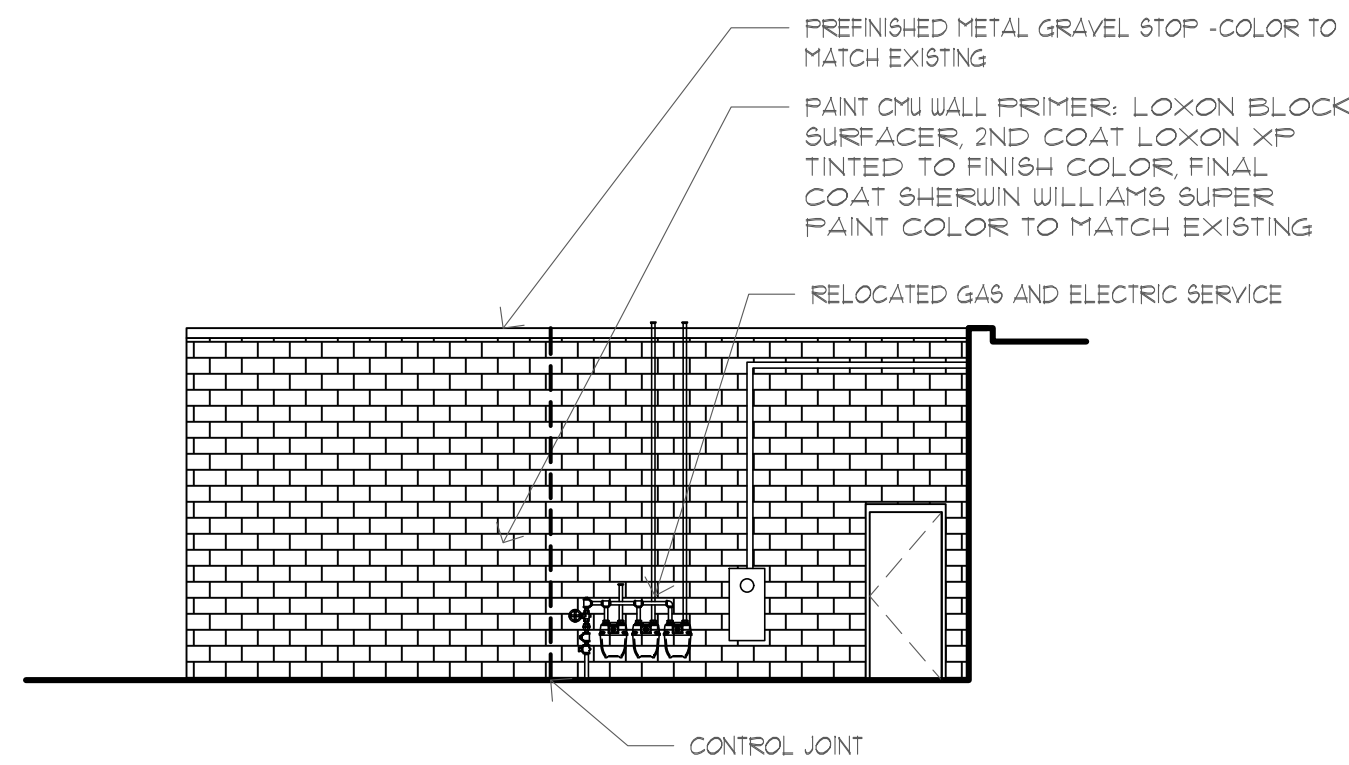 PREFINISHED METAL GRAVEL STOP -COLOR TO
MATCH EXISTING
PAINT CMU WALL PRIMER: LOXON BLOCK
SURFACER, 2ND COAT LOXON XP
TINTED TO FINISH COLOR, FINAL
COAT SHERWIN WILLIAMS SUPER
PAINT COLOR TO MATCH EXISTING
RELOCATED GAS AND ELECTRIC SERVICE
CONTROL JOINT